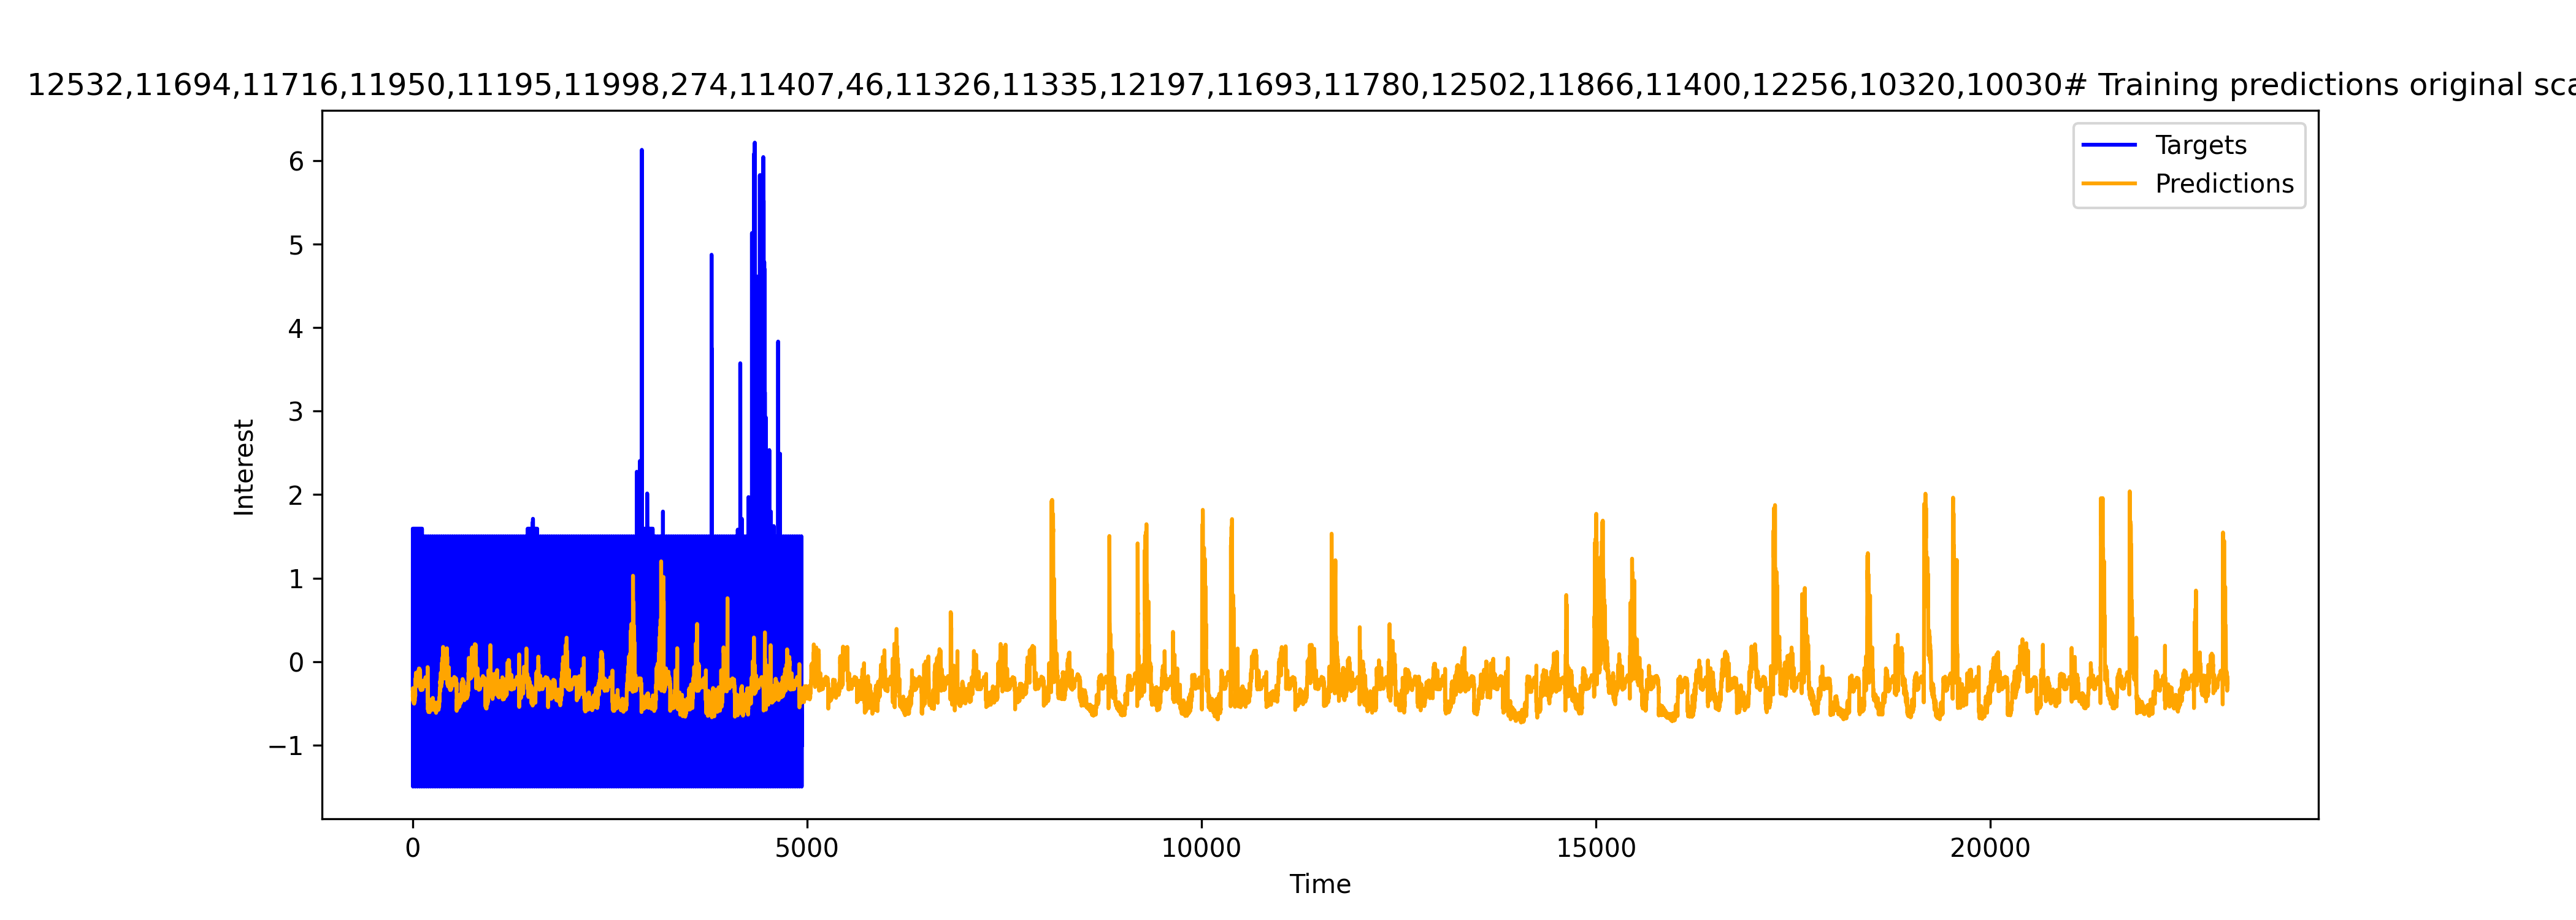 12532,11694,11716,11950,11195,11998,274,11407,46,11326,11335,12197,11693,11780,12502,11866,11400,12256,10320,10030# Training predictions original sca
Targets
Predictions
6
5
4
3
2
1
0
−1
Interest
0
5000
10000
15000
20000
Time